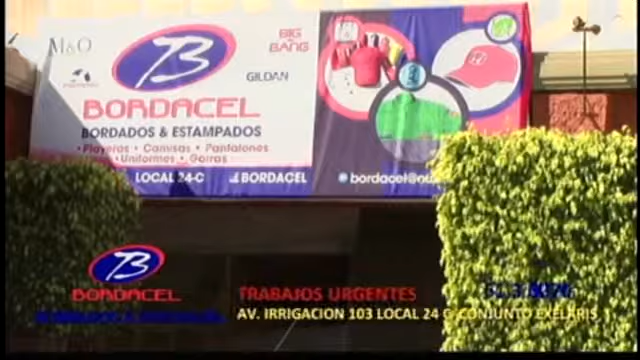 M&O
BIG
BANG
GILDAN
B
BORDACEL
BORDADOS & ESTAMPADOS
• Playeras • Camisas • Pantalones
• Uniformes • Gorras
LOCAL 24-C BORDACEL
bordacel@
B
BORDACEL
TRABAJOS URGENTES
AV. IRRIGACION 103 LOCAL 24 C CONJUNTO EXELARIS